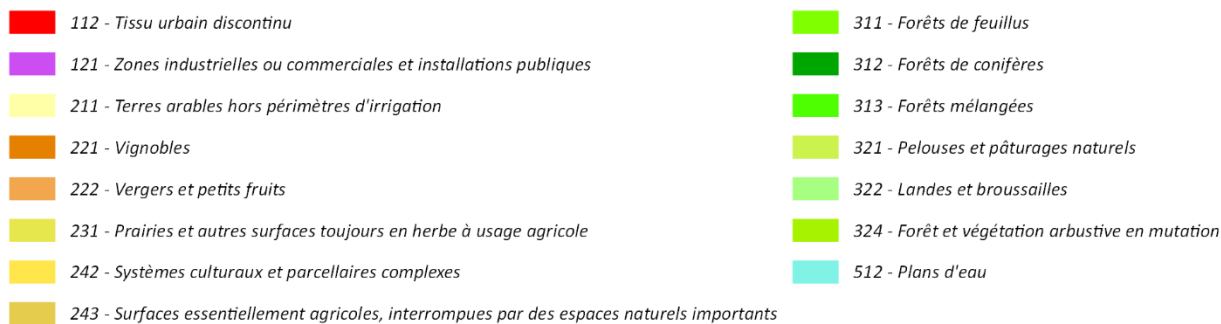 112 - Tissu urbain discontinu
121 - Zones industrielles ou commerciales et installations publiques
211 - Terres arables hors périmètres d'irrigation
221 - Vignobles
222 - Vergers et petits fruits
231 - Prairies et autres surfaces toujours en herbe à usage agricole
242 - Systèmes culturaux et parcellaires complexes
243 - Surfaces essentiellement agricoles, interrompues par des espaces naturels importants
311 - Forêts de feuillus
312 - Forêts de conifères
313 - Forêts mélangées
321 - Pelouses et pâturages naturels
322 - Landes et broussailles
324 - Forêt et végétation arbustive en mutation
512 - Plans d'eau